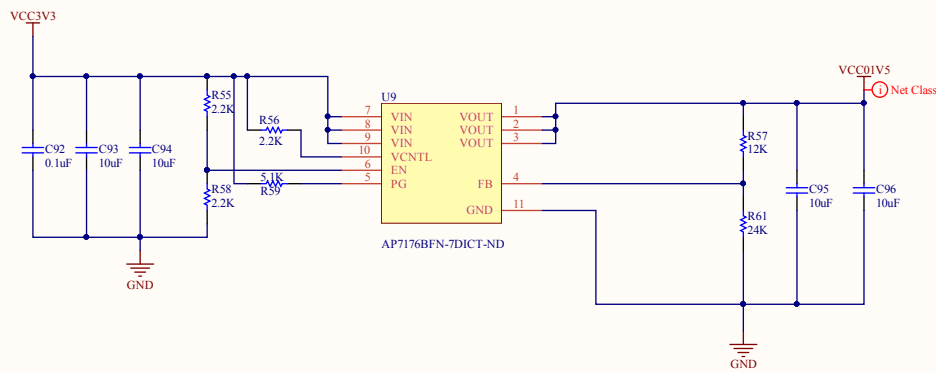 VCC3V3
VCC01V5
i Net Class
U9
R55
2.2K
R56
2.2K
7 VIN
8 VIN
9 VIN
10 VCNTL
6 EN
5 PG
VOUT 1
VOUT 2
VOUT 3
FB 4
GND 11
R57
12K
C92
0.1uF
C93
10uF
C94
10uF
5.1K
R59
R58
2.2K
C95
10uF
C96
10uF
R61
24K
AP7176BFN-7DICT-ND
GND
GND